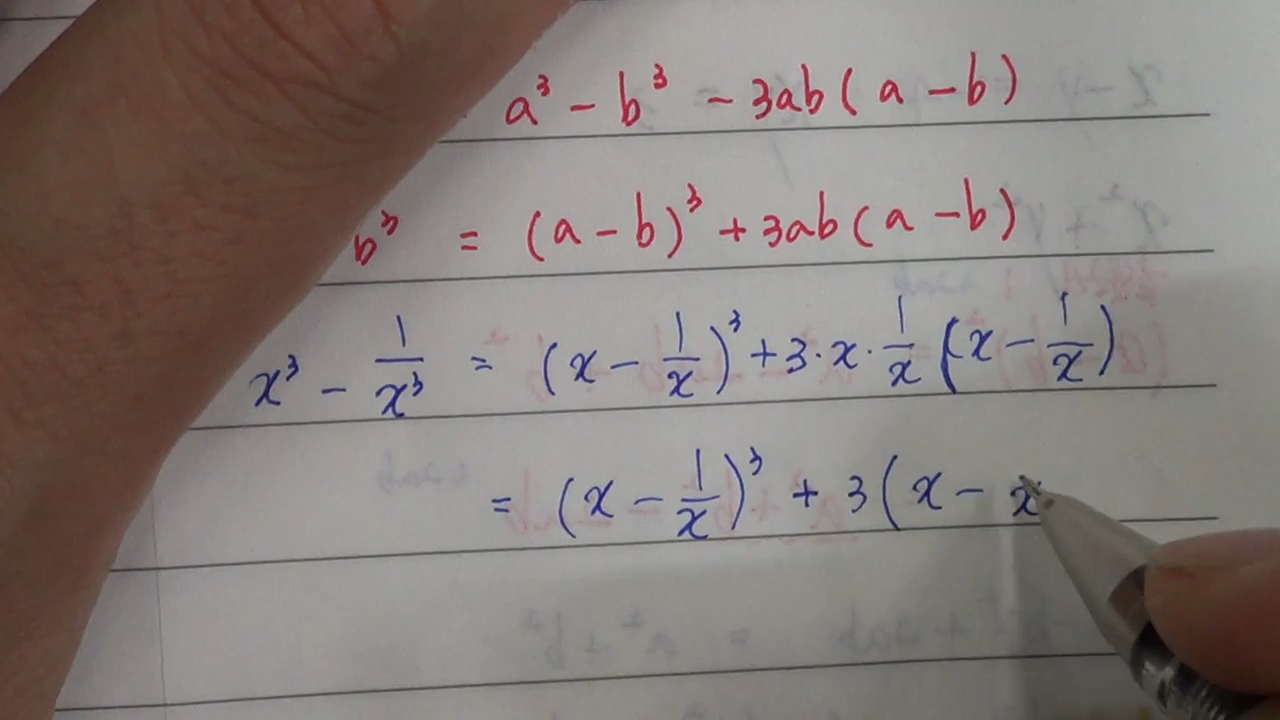 a³ - b³ - 3ab(a - b)
b³ = (a - b)³ + 3ab(a - b)
x³ - 1/x³ = (x - 1/x)³ + 3·x·1/x(x - 1/x)
= (x - 1/x)³ + 3(x - x